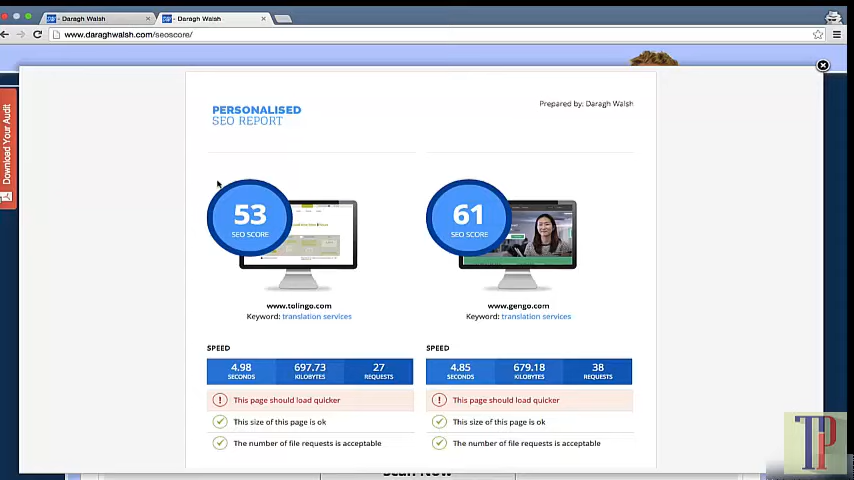 Daragh Walsh
Daragh Walsh
www.daraghwalsh.com/seoscore/
Download Your Audit
PERSONALISED
SEO REPORT
Prepared by: Daragh Walsh
53
SEO SCORE
61
SEO SCORE
www.tolingo.com
Keyword: translation services
www.gengo.com
Keyword: translation services
SPEED
4.98
SECONDS
697.73
KILOBYTES
27
REQUESTS
This page should load quicker
This size of this page is ok
The number of file requests is acceptable
SPEED
4.85
SECONDS
679.18
KILOBYTES
38
REQUESTS
This page should load quicker
This size of this page is ok
The number of file requests is acceptable
Scan Now